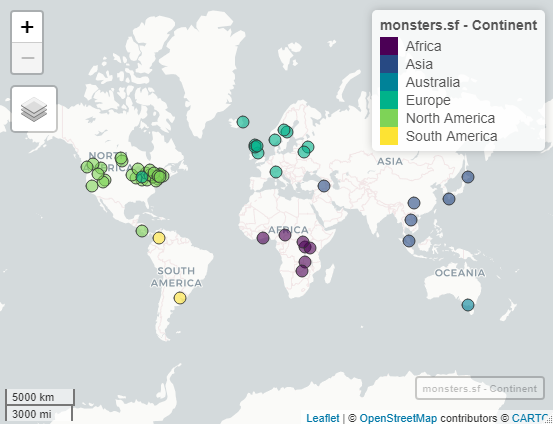 +
−
monsters.sf - Continent
Africa
Asia
Australia
Europe
North America
South America
NORTH
AMERICA
ASIA
AFRICA
SOUTH
AMERICA
OCEANIA
monsters.sf - Continent
5000 km
3000 mi
Leaflet | © OpenStreetMap contributors © CARTO